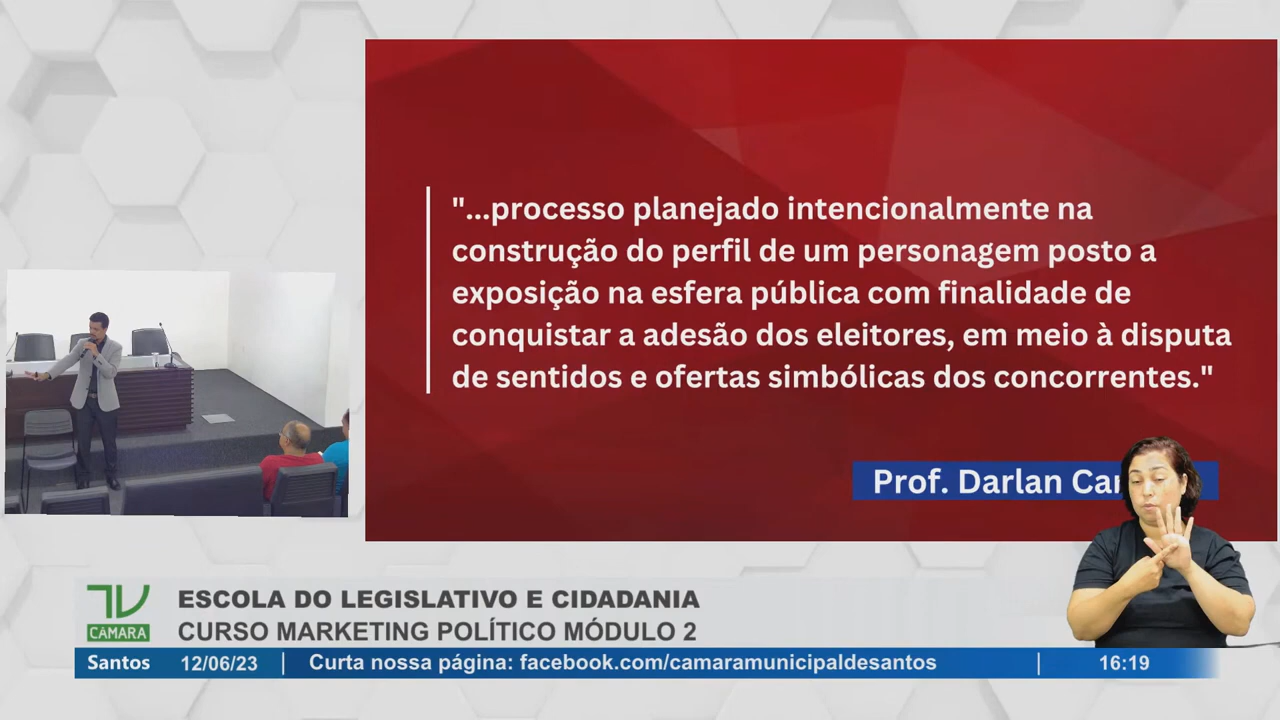 "...processo planejado intencionalmente na
construção do perfil de um personagem posto a
exposição na esfera pública com finalidade de
conquistar a adesão dos eleitores, em meio à disputa
de sentidos e ofertas simbólicas dos concorrentes."
Prof. Darlan
TV
CÂMARA
ESCOLA DO LEGISLATIVO E CIDADANIA
CURSO MARKETING POLÍTICO MÓDULO 2
Santos 12/06/23 | Curta nossa página: facebook.com/camaramunicipaldesantos | 16:19